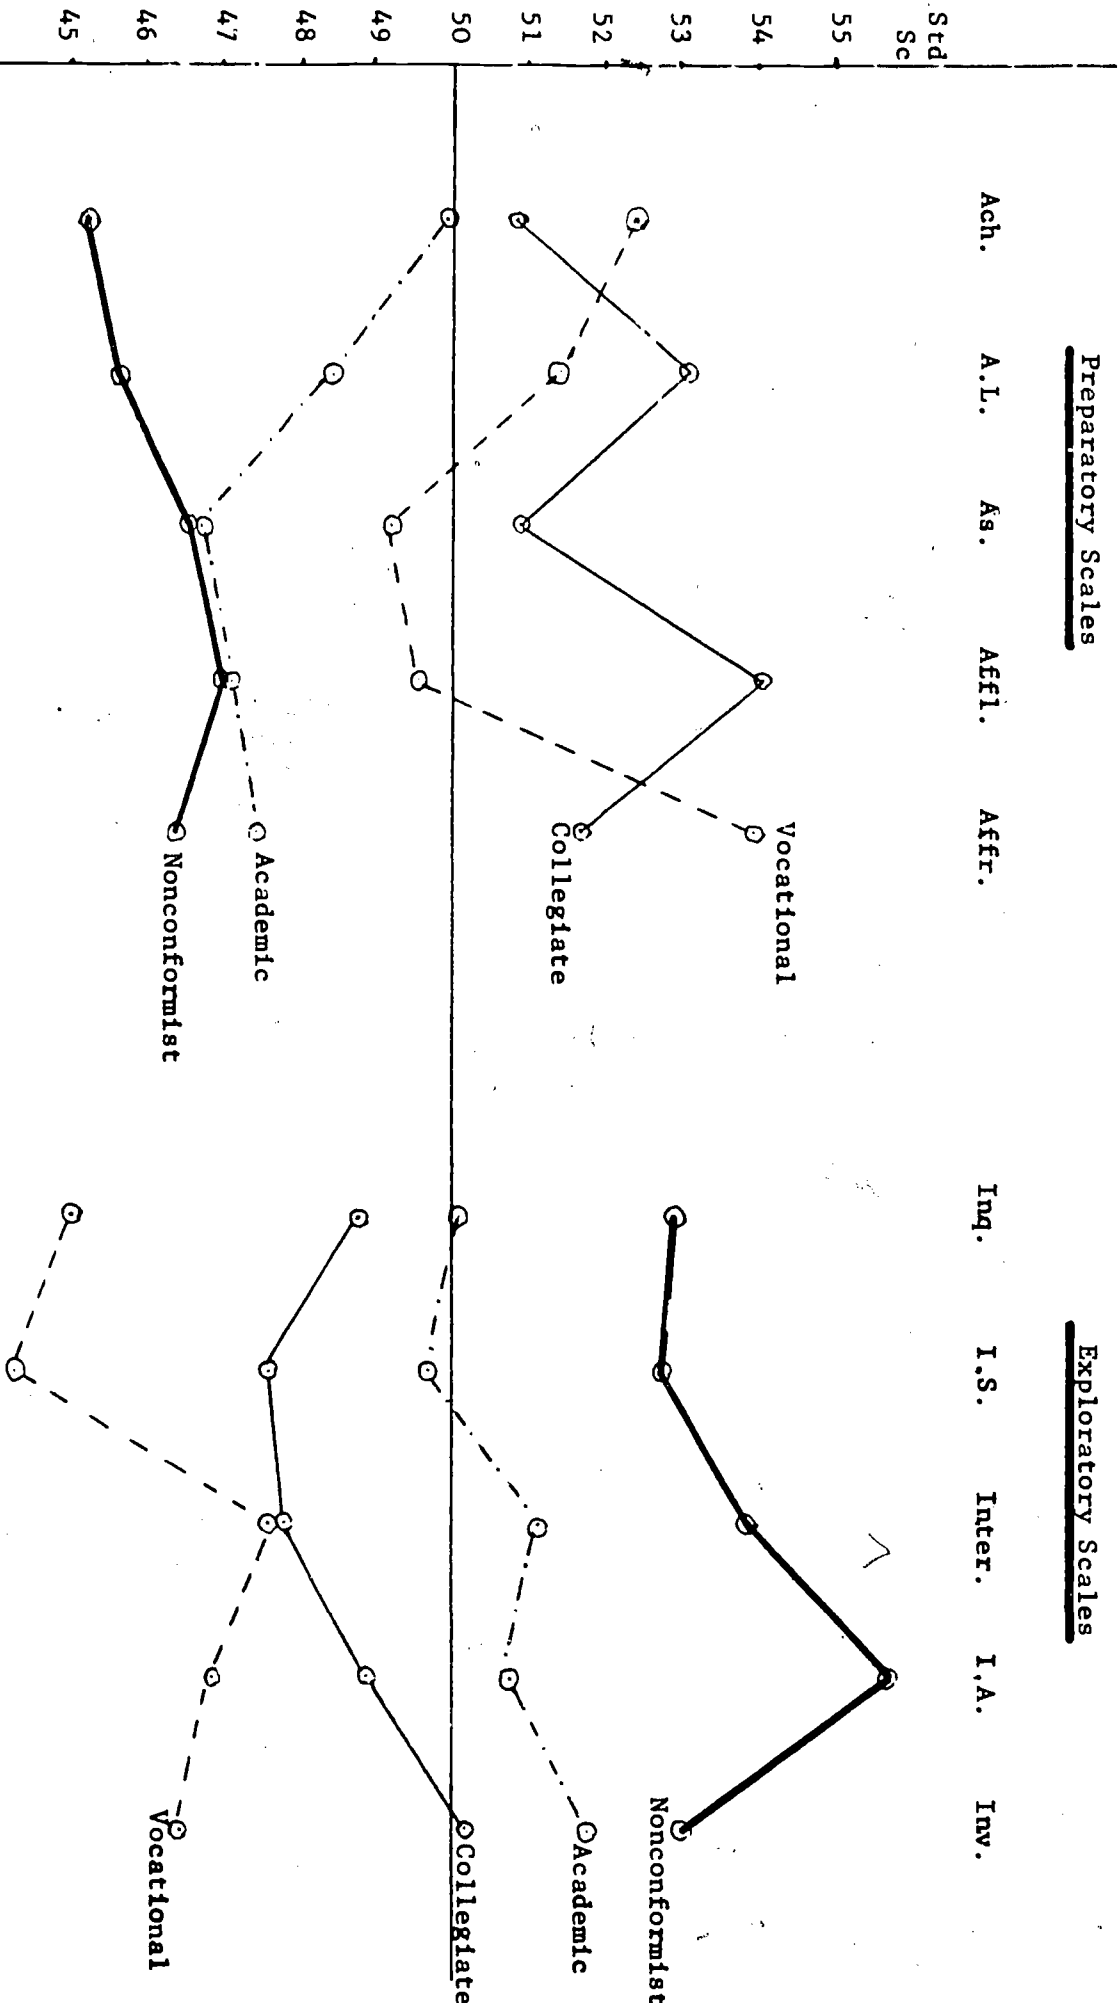 Preparatory Scales
Exploratory Scales
Ach.
A.L.
As.
Affl.
Affr.
Inq.
I.S.
Inter.
I.A.
Inv.
Std
Sc
55
54
53
52
51
50
49
48
47
46
45
Vocational
Collegiate
Academic
Nonconformist
Nonconformist
Academic
Collegiate
Vocational